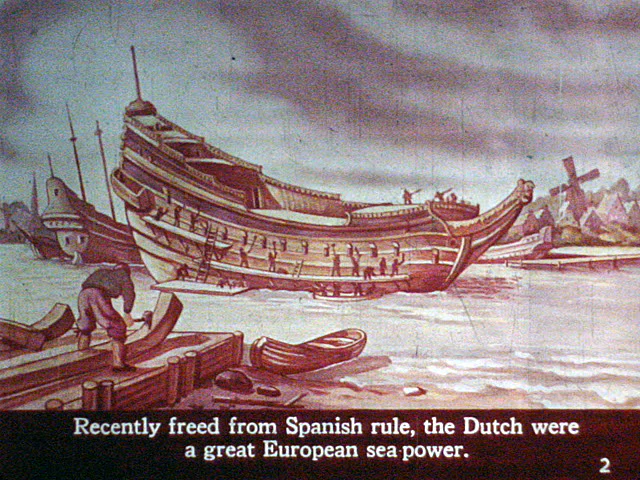 Recently freed from Spanish rule, the Dutch were
a great European sea power.
2